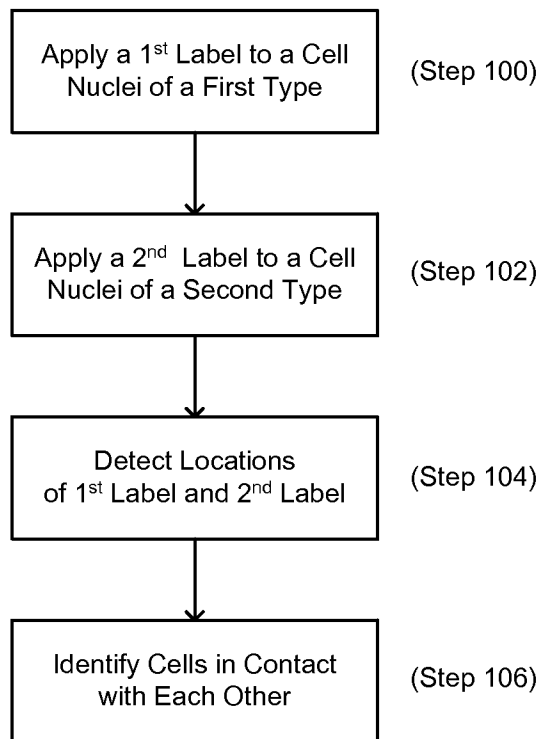 Apply a 1st Label to a Cell
Nuclei of a First Type
(Step 100)
Apply a 2nd Label to a Cell
Nuclei of a Second Type
(Step 102)
Detect Locations
of 1st Label and 2nd Label
(Step 104)
Identify Cells in Contact
with Each Other
(Step 106)